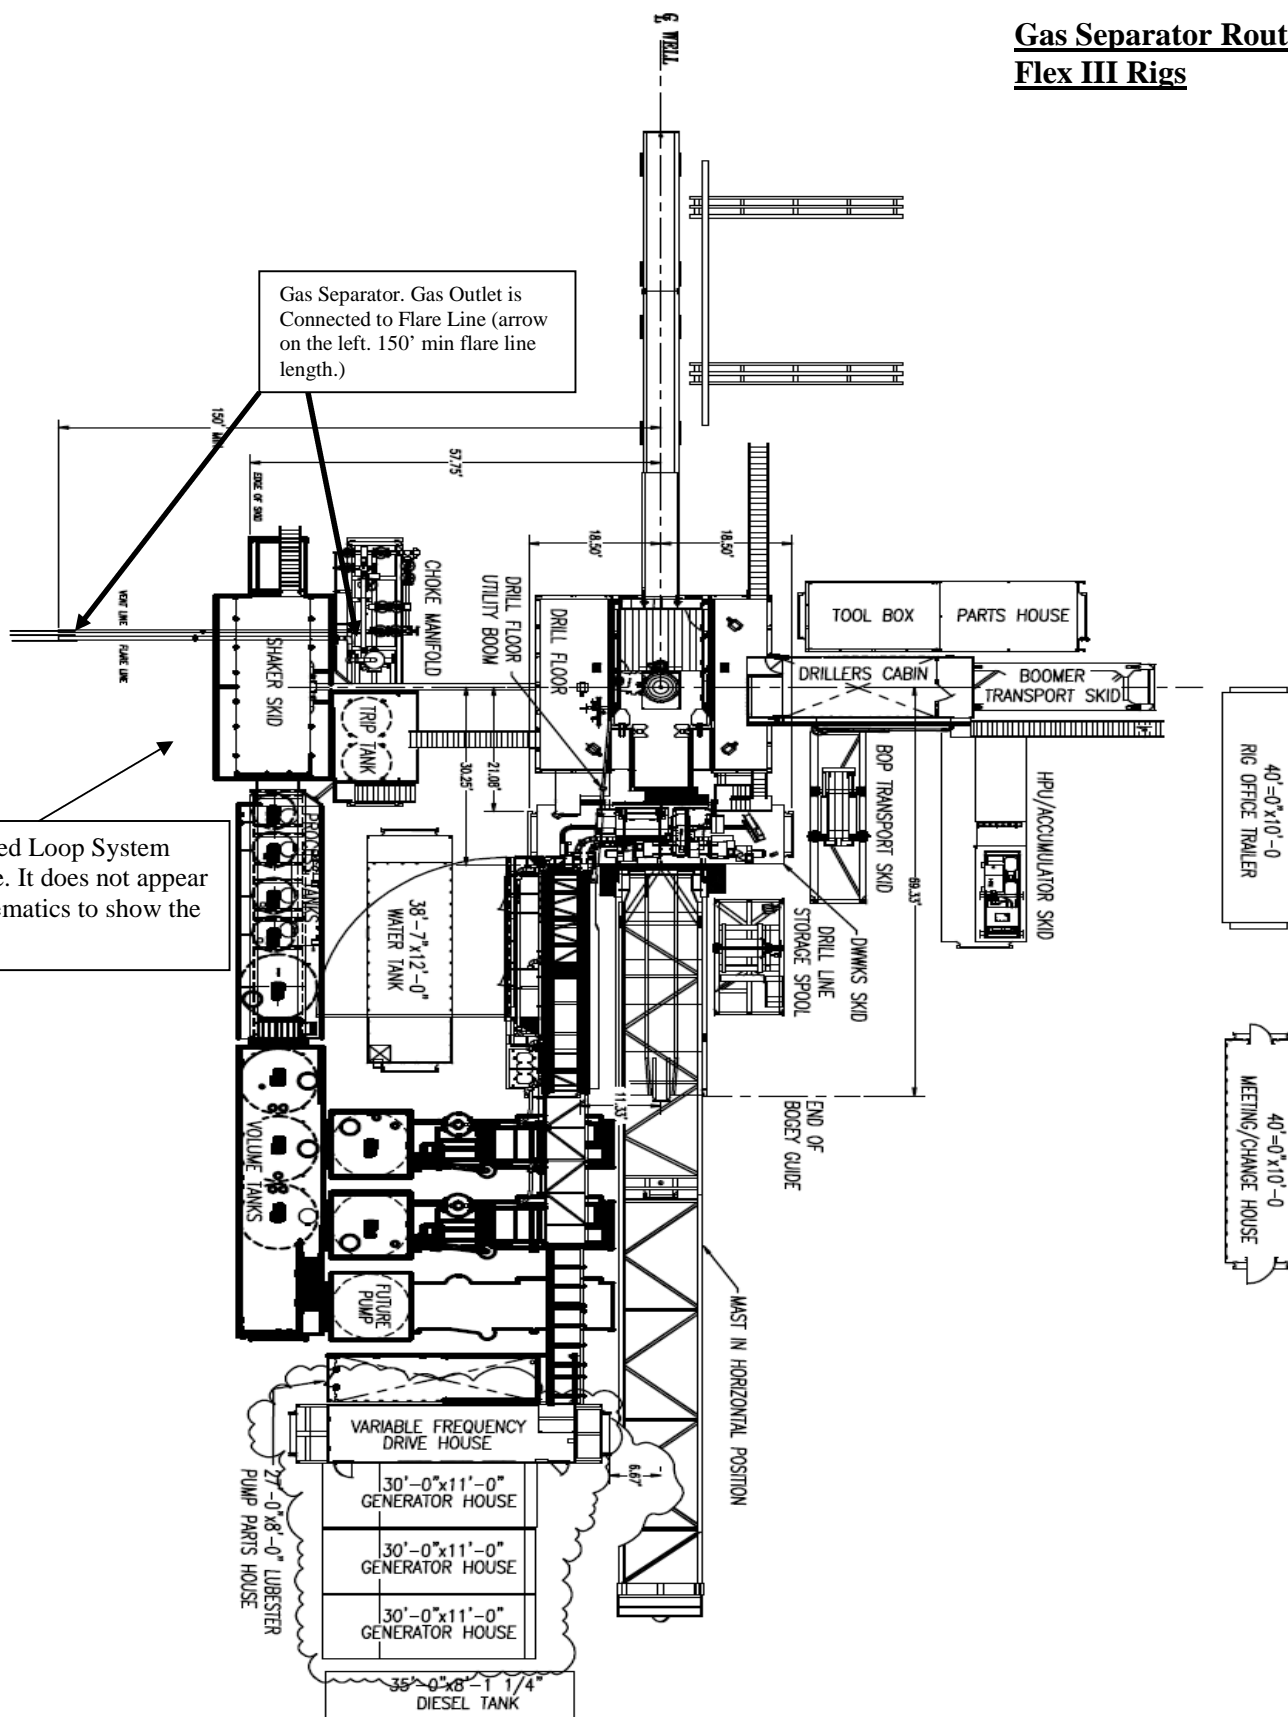 Gas Separator Rout
Flex III Rigs
℄ WELL
Gas Separator. Gas Outlet is
Connected to Flare Line (arrow
on the left. 150’ min flare line
length.)
150' MIN
57.75'
EDGE OF SKID
18.50'
18.50'
VENT LINE
FLARE LINE
CHOKE MANIFOLD
SHAKER SKID
TRIP TANK
DRILL FLOOR
UTILITY BOOM
DRILL FLOOR
TOOL BOX
PARTS HOUSE
DRILLERS CABIN
BOOMER
TRANSPORT SKID
21.08'
30.25'
BOP TRANSPORT SKID
HPU/ACCUMULATOR SKID
40'=0"x10'-0
RIG OFFICE TRAILER
69.33'
ed Loop System
e. It does not appear
ematics to show the
PROCESS TANKS
38'-7"x12'-0"
WATER TANK
DWWKS SKID
DRILL LINE
STORAGE SPOOL
END OF
BOGEY GUIDE
11.33'
40'=0"x10'-0
MEETING/CHANGE HOUSE
VOLUME TANKS
FUTURE
PUMP
MAST IN HORIZONTAL POSITION
VARIABLE FREQUENCY
DRIVE HOUSE
6.67'
27'-0"x8'-0" LUBESTER
PUMP PARTS HOUSE
30'-0"x11'-0"
GENERATOR HOUSE
30'-0"x11'-0"
GENERATOR HOUSE
30'-0"x11'-0"
GENERATOR HOUSE
35'-0"x8'-1 1/4"
DIESEL TANK